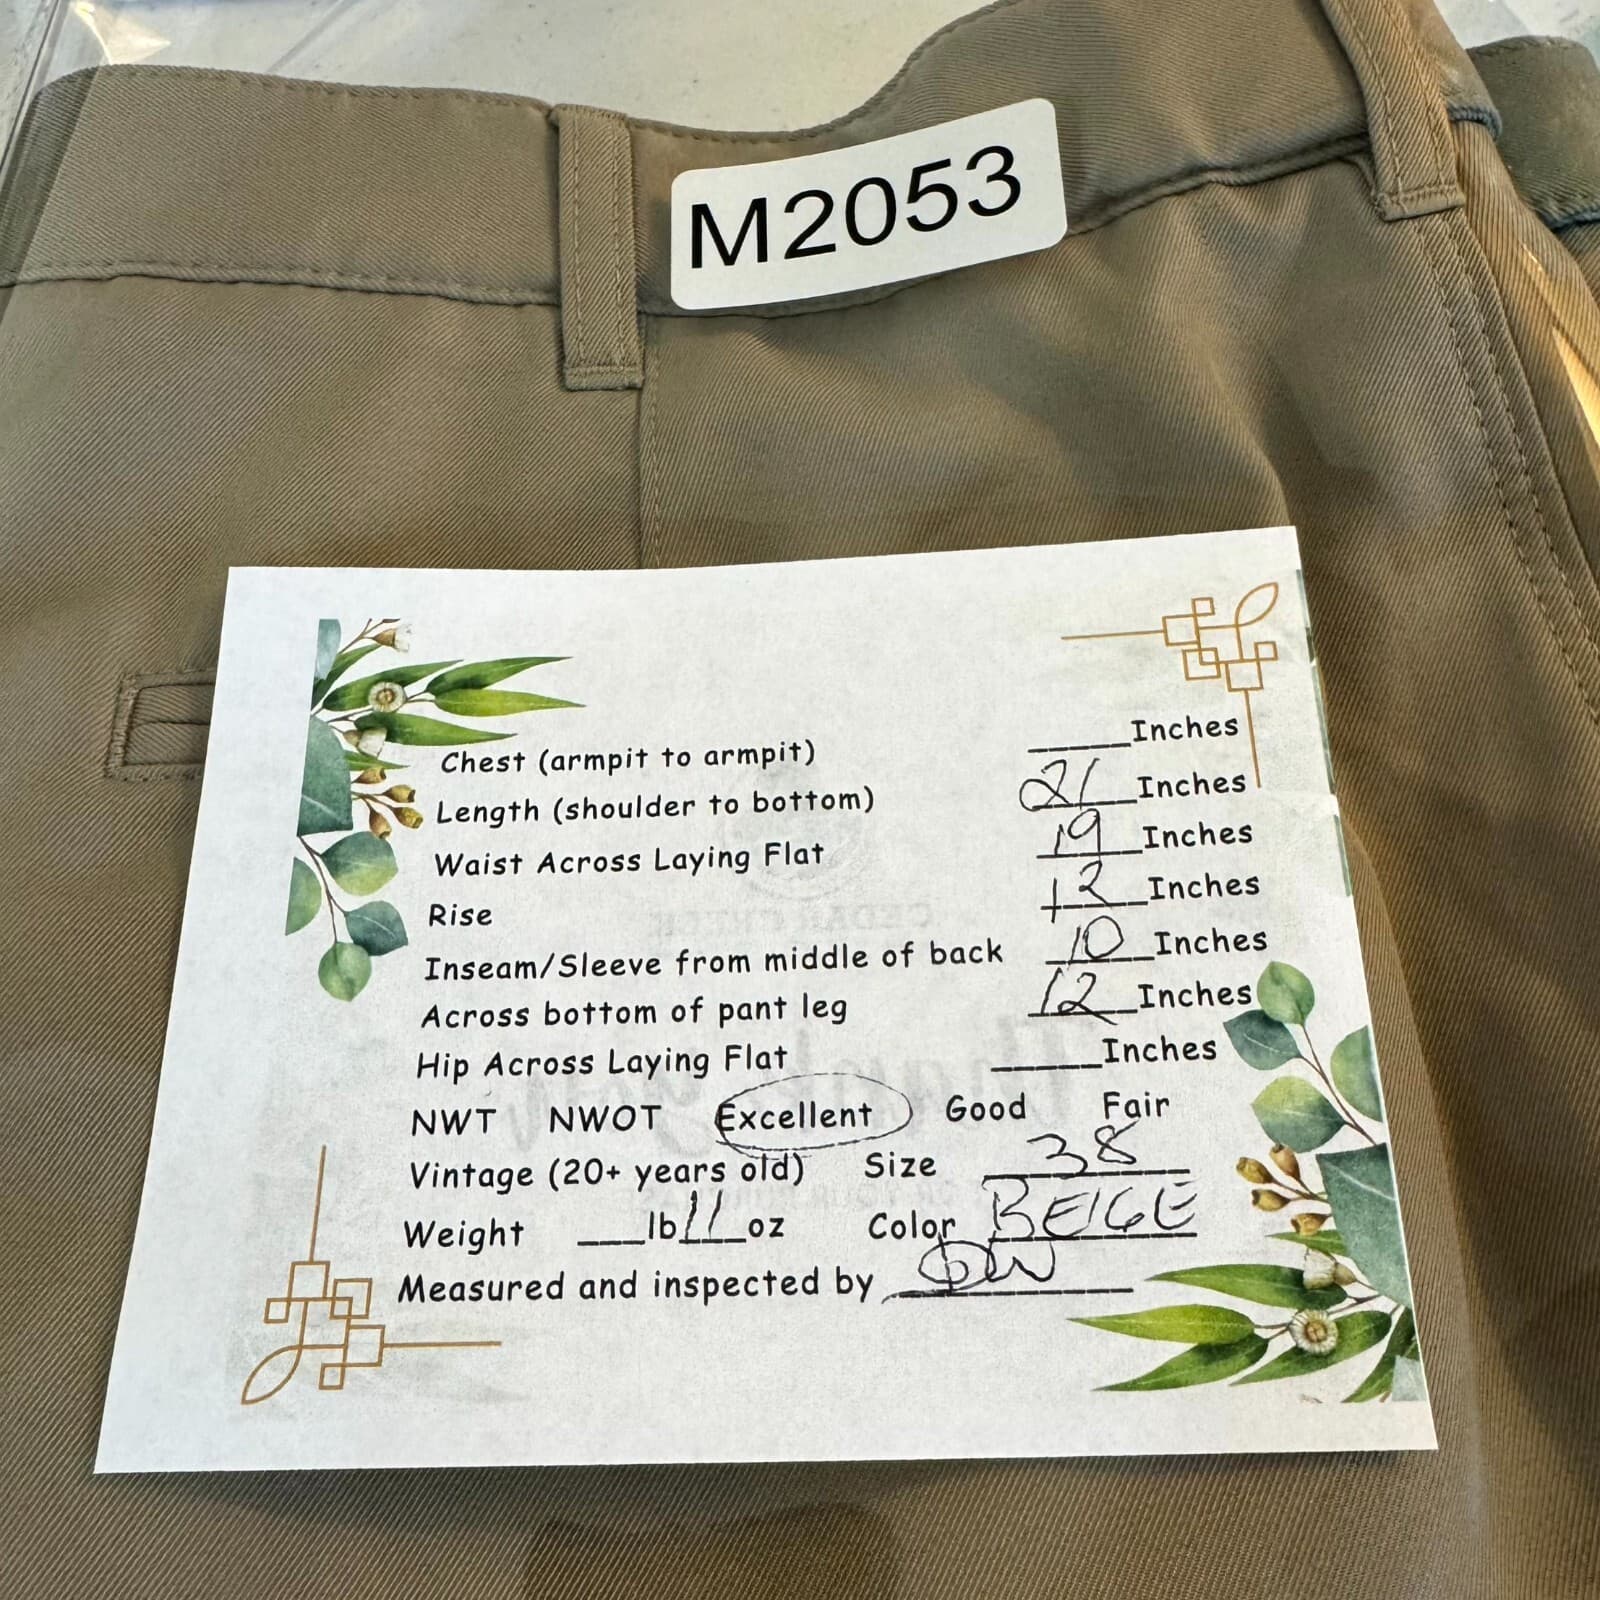 M2053
Chest (armpit to armpit) _____Inches
Length (shoulder to bottom) 21 Inches
Waist Across Laying Flat 19 Inches
Rise 12 Inches
Inseam/Sleeve from middle of back 10 Inches
Across bottom of pant leg 12 Inches
Hip Across Laying Flat _____Inches
NWT NWOT Excellent Good Fair
Vintage (20+ years old) Size 38
Weight ___lb 11 oz Color BEIGE
Measured and inspected by